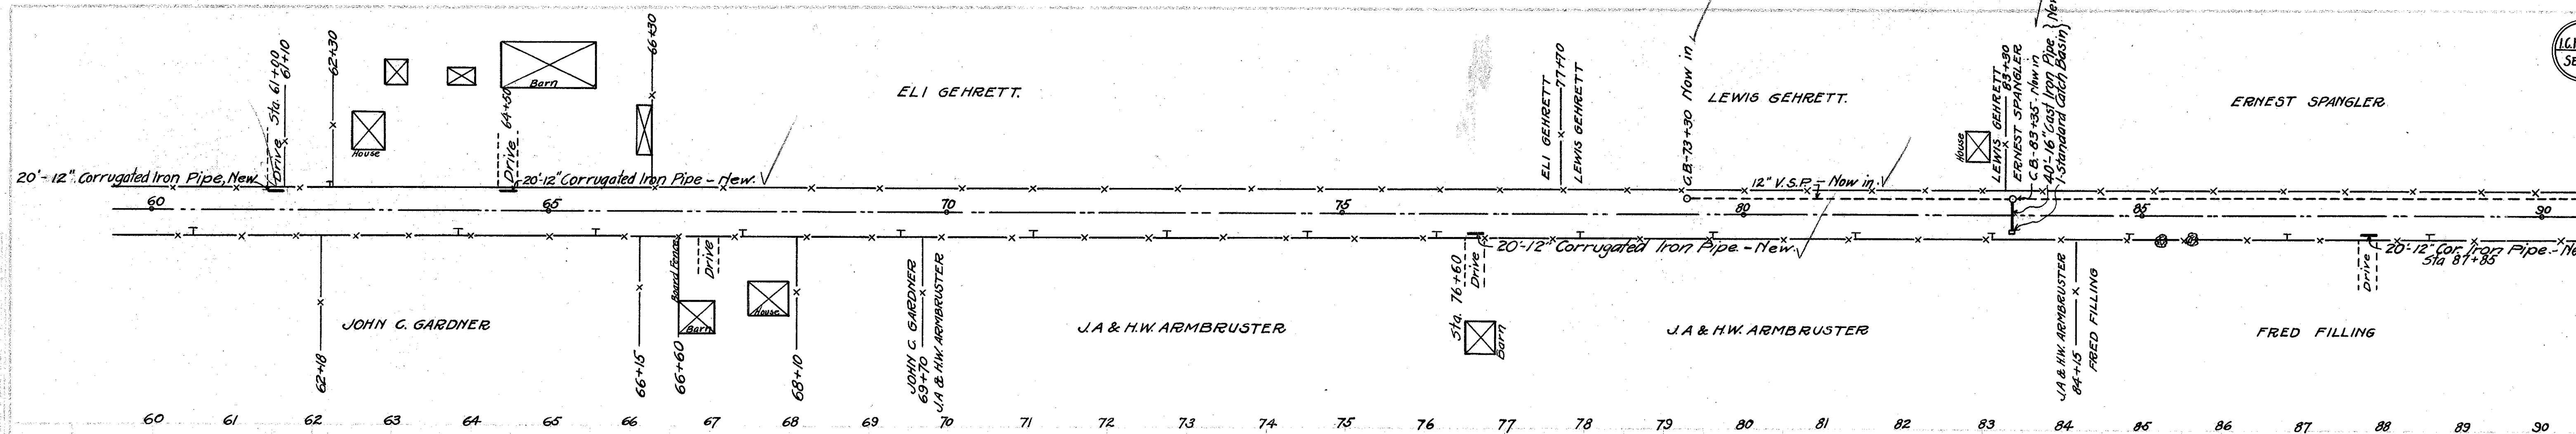 Drive Sta. 61+00
61+10
62+30
House
Barn
Drive 64+50
66+30
ELI GEHRETT.
ELI GEHRETT
77+70
LEWIS GEHRETT
C.B.-73+30 Now in
LEWIS GEHRETT.
House
LEWIS GEHRETT
83+30
ERNEST SPANGLER
C.B.-83+35- Now in
40'-16" Cast Iron Pipe } New
1-Standard Catch Basin
ERNEST SPANGLER
20'-12" Corrugated Iron Pipe, New
20'-12" Corrugated Iron Pipe - New.
12" V.S.P. - Now in.
60 65 70 75 80 85 90
20'-12" Corrugated Iron Pipe. - New.
20'-12" Cor. Iron Pipe. - Ne
Sta 87+85
62+18
JOHN C. GARDNER
66+15
Board Fence
66+60
Drive
Barn
House
68+10
JOHN C. GARDNER
69+70
J.A & H.W. ARMBRUSTER
J.A & H.W. ARMBRUSTER
Sta. 76+60
Drive
Barn
J.A & H.W. ARMBRUSTER
J.A & H.W. ARMBRUSTER
84+15
FRED FILLING
FRED FILLING
Drive
60 61 62 63 64 65 66 67 68 69 70 71 72 73 74 75 76 77 78 79 80 81 82 83 84 85 86 87 88 89 90